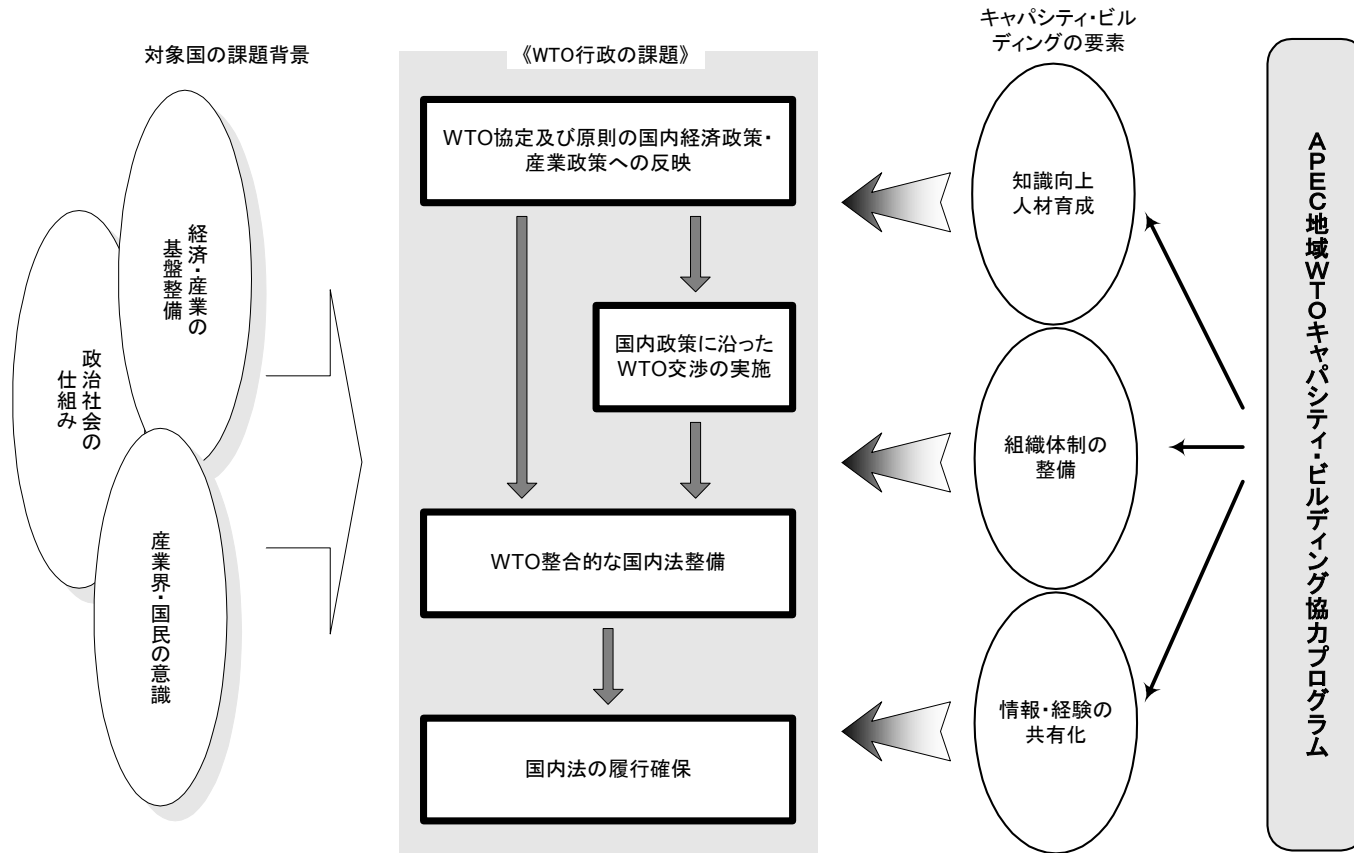 対象国の課題背景
政治社会の
仕組み
経済・産業の
基盤整備
産業界・国民の意識
《WTO行政の課題》
WTO協定及び原則の国内経済政策・
産業政策への反映
国内政策に沿った
WTO交渉の実施
WTO整合的な国内法整備
国内法の履行確保
キャパシティ・ビル
ディングの要素
知識向上
人材育成
組織体制の
整備
情報・経験の
共有化
APEC地域WTOキャパシティ・ビルディング協力プログラム